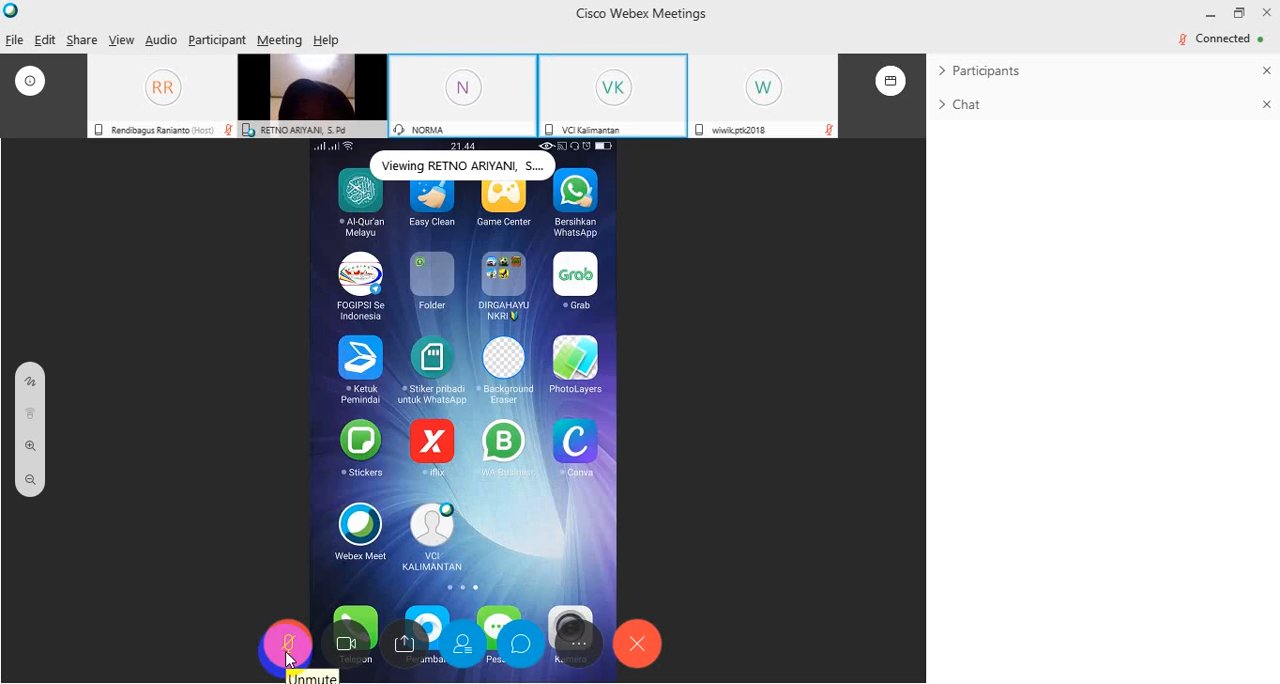 Cisco Webex Meetings
File Edit Share View Audio Participant Meeting Help
Connected
RR
N
VK
W
Rendibagus Ranianto (Host)
RETNO ARIYANI, S. Pd
NORMA
VCI Kalimantan
wiwik,ptk2018
Participants
Chat
21.44
Viewing RETNO ARIYANI, S....
Al-Qur'an
Melayu
Easy Clean
Game Center
Bersihkan
WhatsApp
FOGIPSI Se
Indonesia
Folder
DIRGAHAYU
NKRI
Grab
Grab
Ketuk
Pemindai
Stiker pribadi
untuk WhatsApp
Background
Eraser
PhotoLayers
X
B
C
Stickers
iflix
WA Business
Canva
Webex Meet
VCI
KALIMANTAN
Telepon
Kamera
Unmute